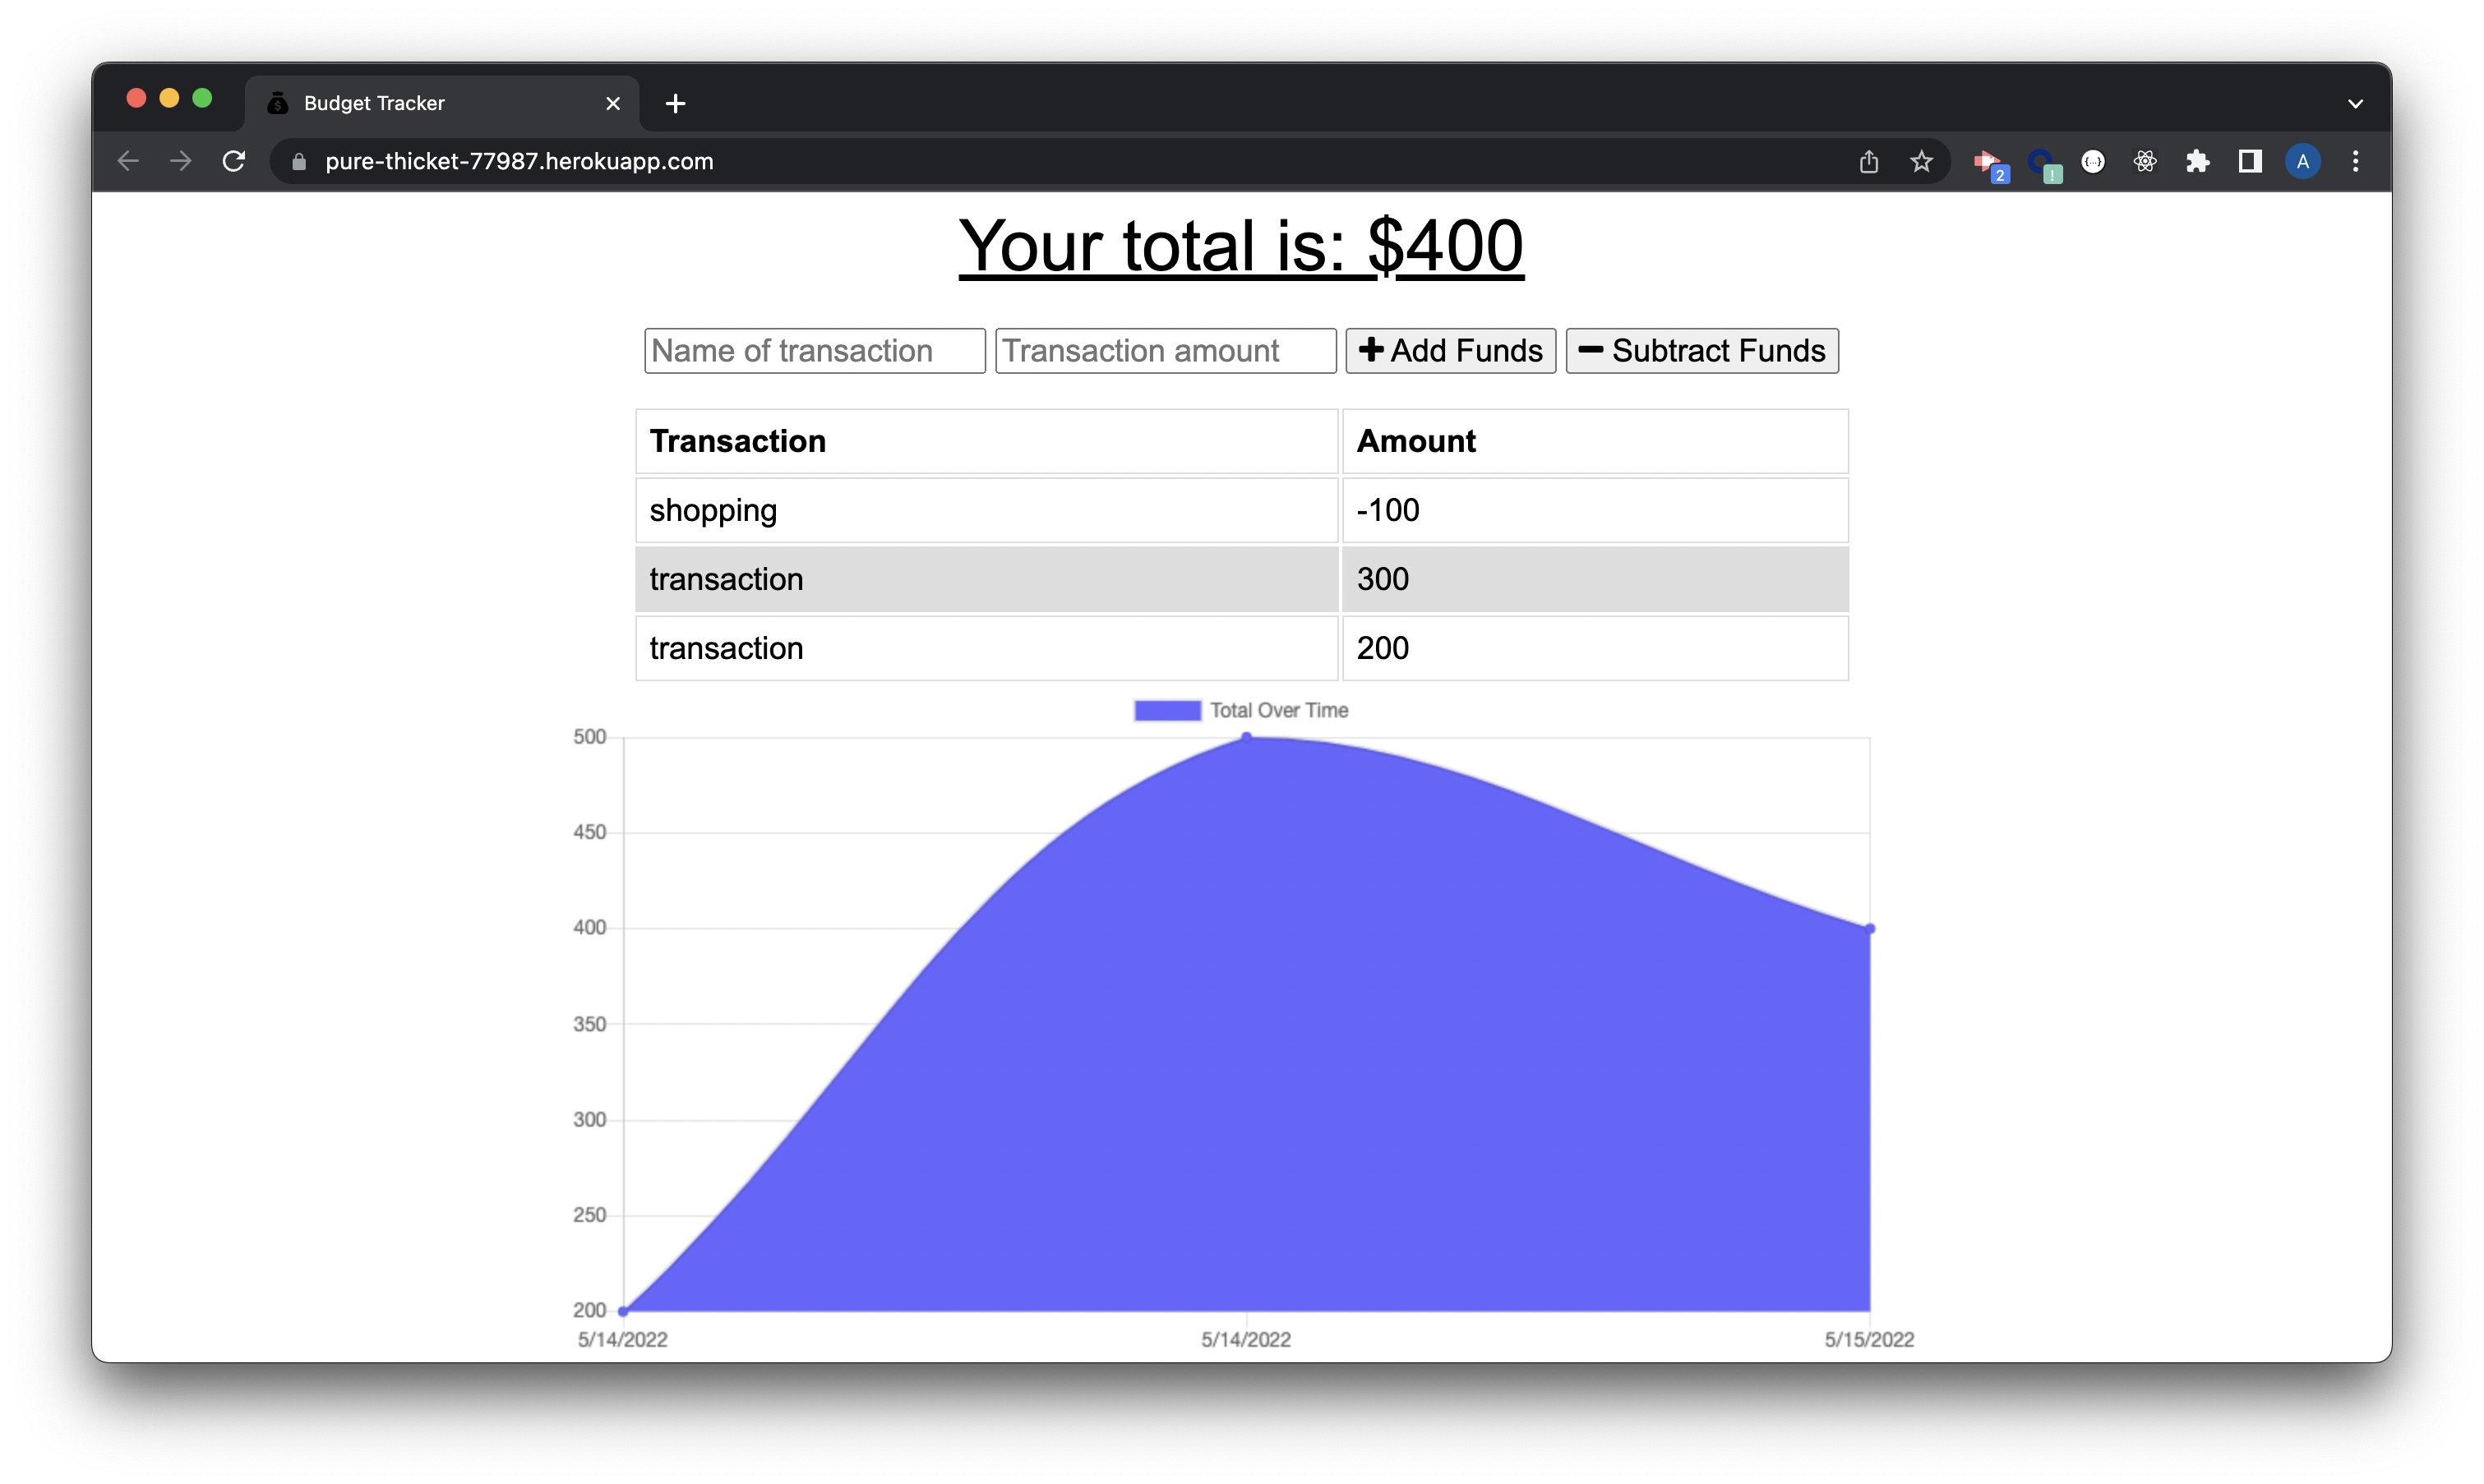 Budget Tracker
pure-thicket-77987.herokuapp.com
2
!
{...}
A
Your total is: $400
Name of transaction Transaction amount Add Funds Subtract Funds
Transaction Amount
shopping -100
transaction 300
transaction 200
Total Over Time
500
450
400
350
300
250
200
5/14/2022 5/14/2022 5/15/2022